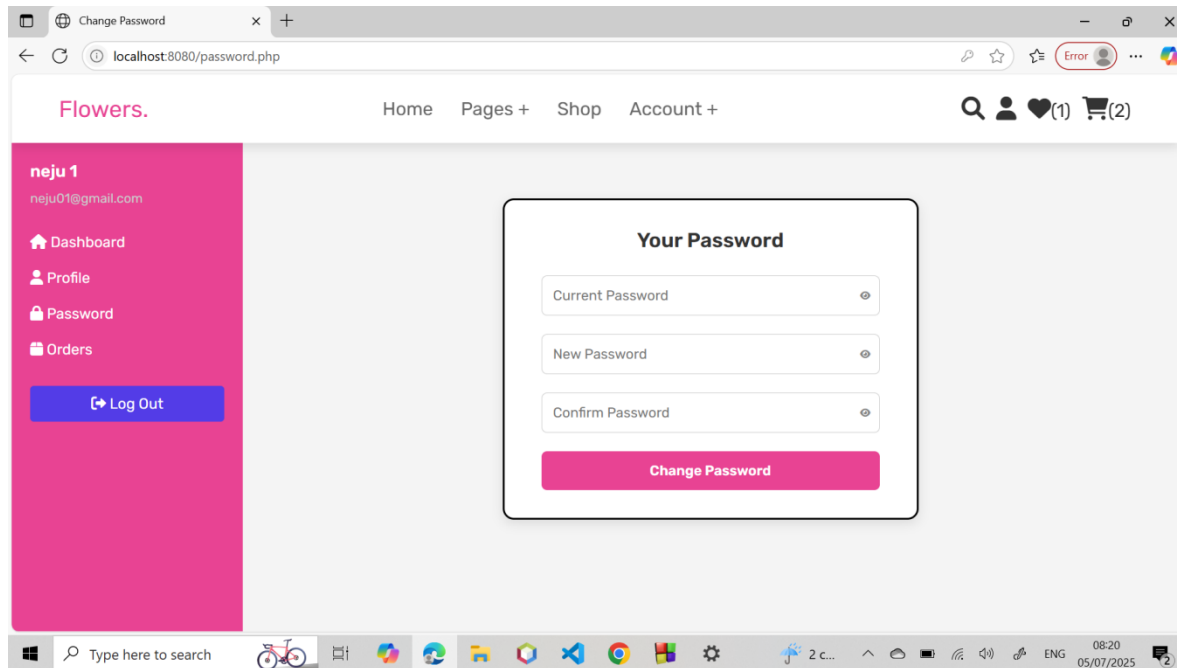 Change Password
localhost:8080/password.php
Error
Flowers.
Home Pages + Shop Account +
(1) (2)
neju 1
neju01@gmail.com
Dashboard
Profile
Password
Orders
Log Out
Your Password
Current Password
New Password
Confirm Password
Change Password
Type here to search
2 c...
ENG
08:20
05/07/2025
2